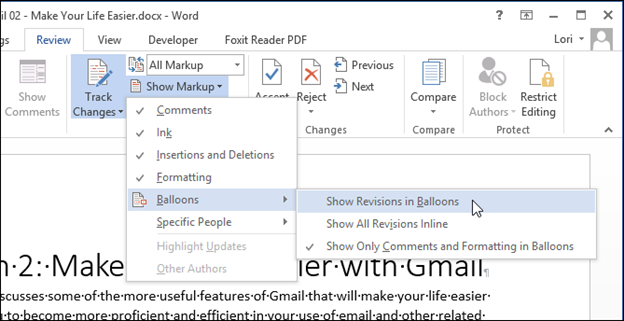 il 02 - Make Your Life Easier.docx - Word
gs Review View Developer Foxit Reader PDF Lori
Show Comments
Track Changes
All Markup
Show Markup
Accept Reject
Previous
Next
Compare
Block Authors
Restrict Editing
Changes Compare Protect
Comments
Ink
Insertions and Deletions
Formatting
Balloons
Specific People
Highlight Updates
Other Authors
Show Revisions in Balloons
Show All Revisions Inline
Show Only Comments and Formatting in Balloons
n·2:·Mak ier·with·Gmail¶
scusses·some·of·the·more·useful·features·of·Gmail·that·will·make·your·life·easier·
g·to·become·more·proficient·and·efficient·in·your·use·of·email·and·other·related·